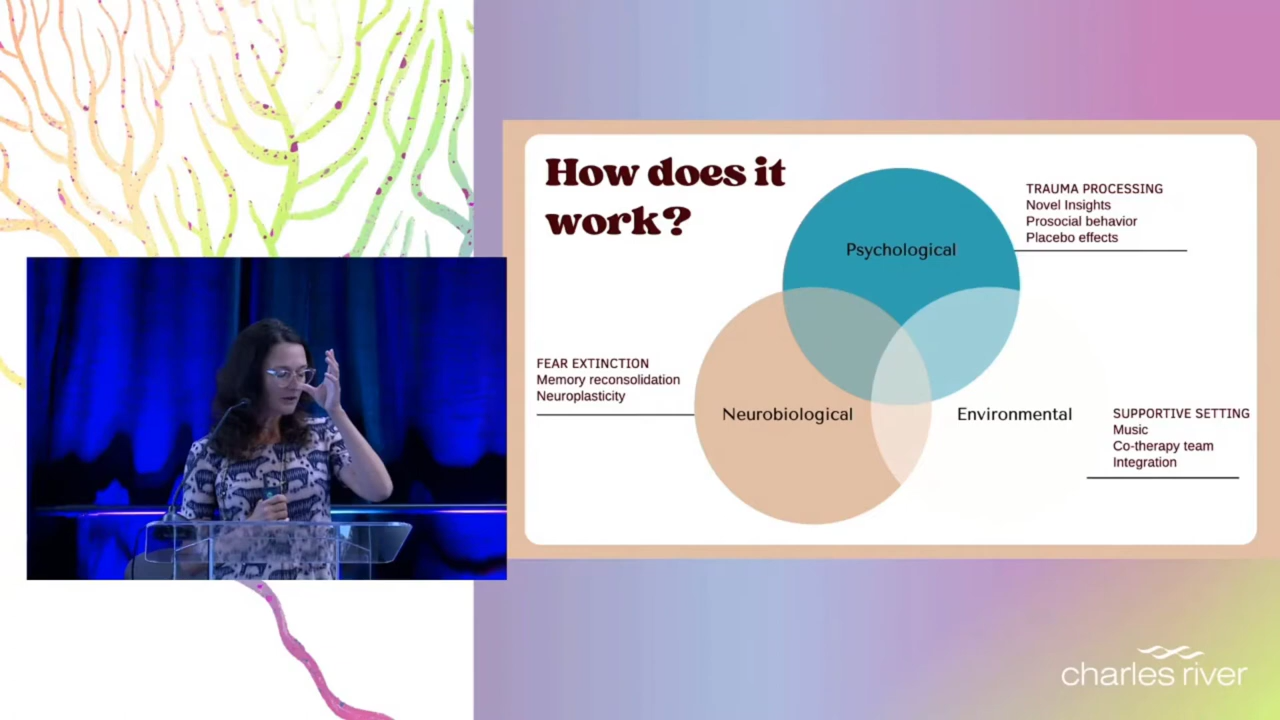 How does it
work?
Psychological
TRAUMA PROCESSING
Novel Insights
Prosocial behavior
Placebo effects
FEAR EXTINCTION
Memory reconsolidation
Neuroplasticity
Neurobiological
Environmental
SUPPORTIVE SETTING
Music
Co-therapy team
Integration
charles river